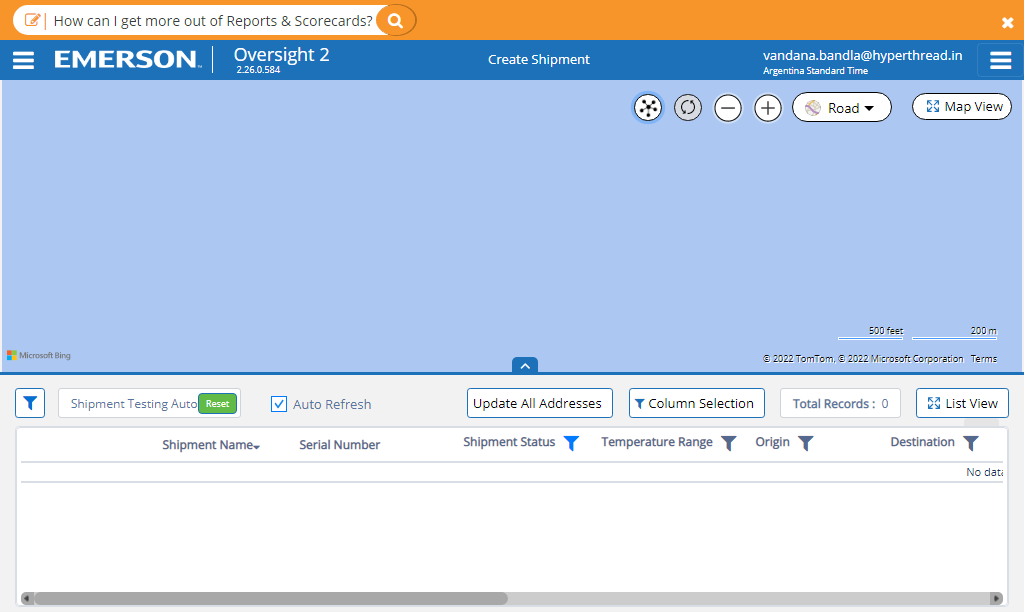 How can I get more out of Reports & Scorecards?
EMERSON
Oversight 2
2.26.0.584
Create Shipment
vandana.bandla@hyperthread.in
Argentina Standard Time
Road
Map View
500 feet
200 m
Microsoft Bing
© 2022 TomTom, © 2022 Microsoft Corporation Terms
Shipment Testing Auto
Reset
Auto Refresh
Update All Addresses
Column Selection
Total Records : 0
List View
Shipment Name
Serial Number
Shipment Status
Temperature Range
Origin
Destination
No data